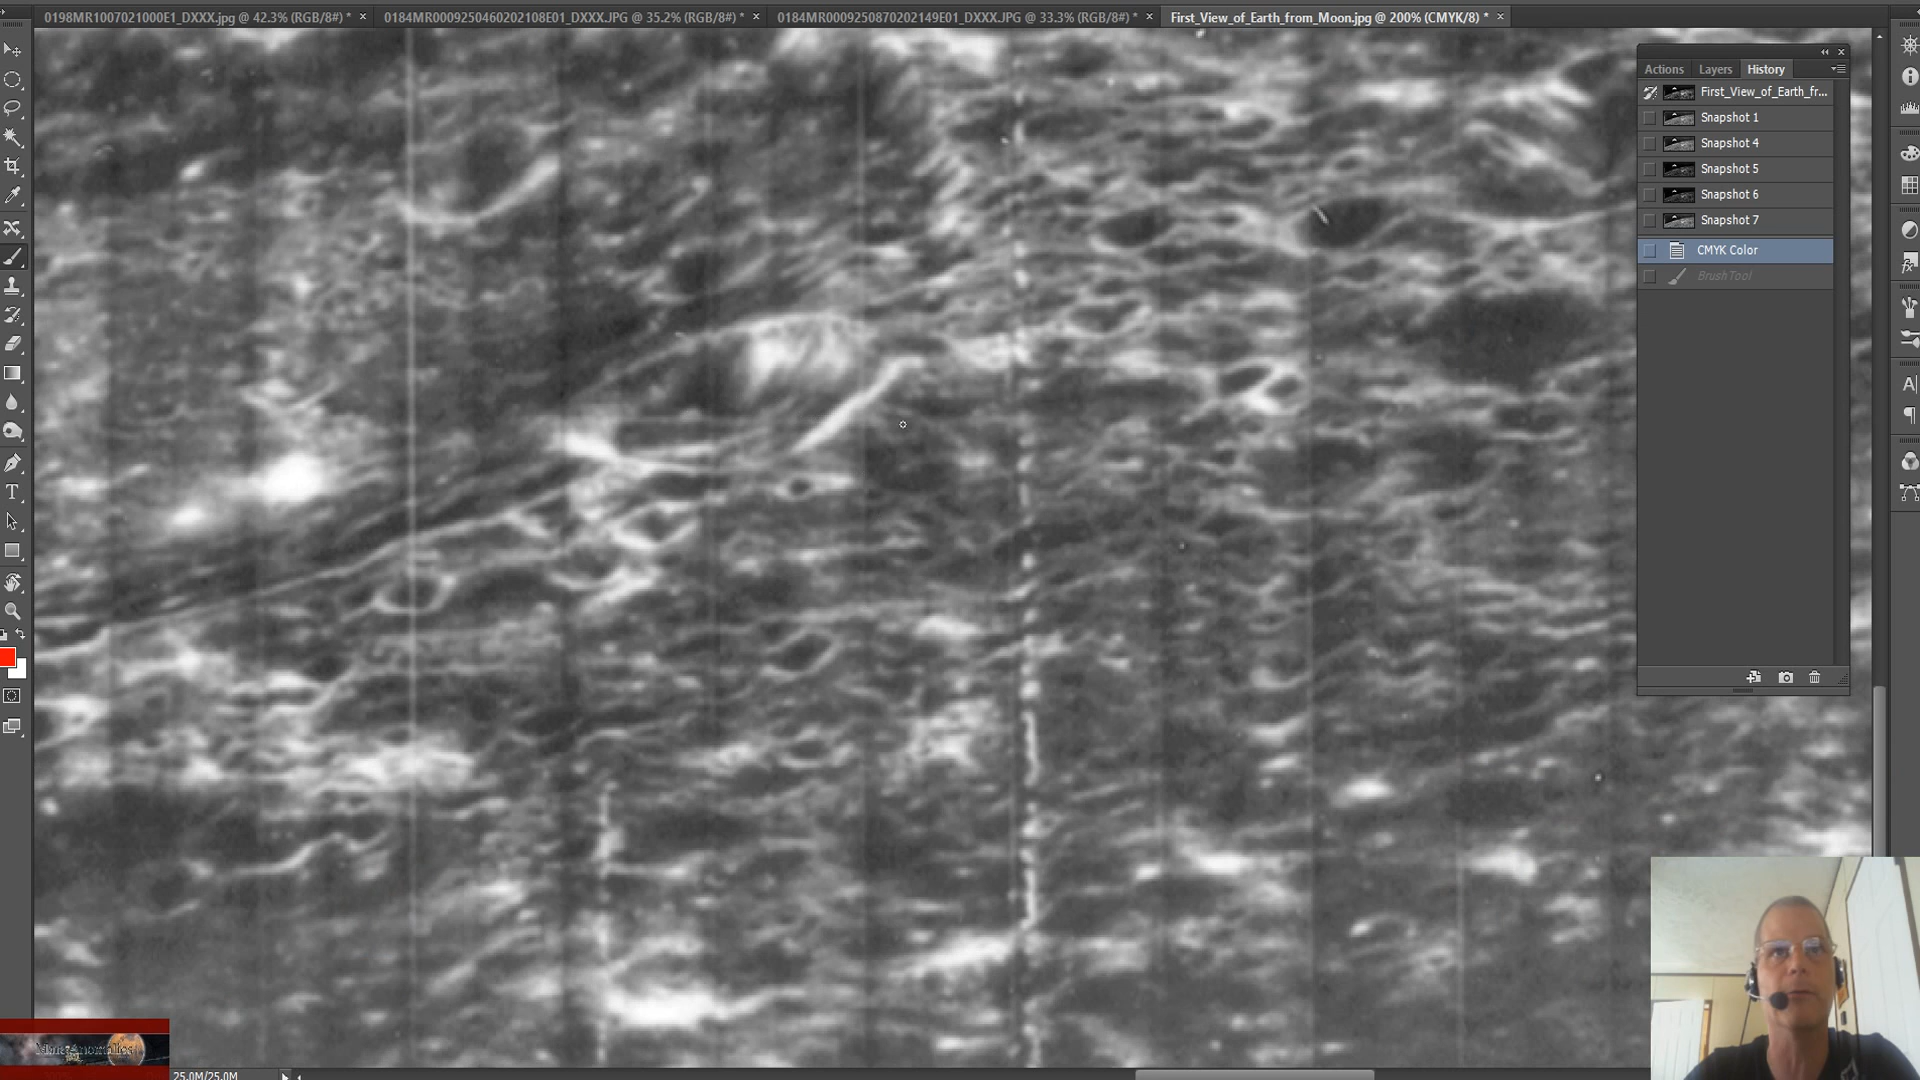 0198MR1007021000E1_DXXX.jpg @ 42.3% (RGB/8#) * ×
0184MR0009250460202108E01_DXXX.JPG @ 35.2% (RGB/8#) * ×
0184MR0009250870202149E01_DXXX.JPG @ 33.3% (RGB/8#) * ×
First_View_of_Earth_from_Moon.jpg @ 200% (CMYK/8) * ×
Actions
Layers
History
First_View_of_Earth_fr...
Snapshot 1
Snapshot 4
Snapshot 5
Snapshot 6
Snapshot 7
CMYK Color
Brush Tool
25.0M/25.0M